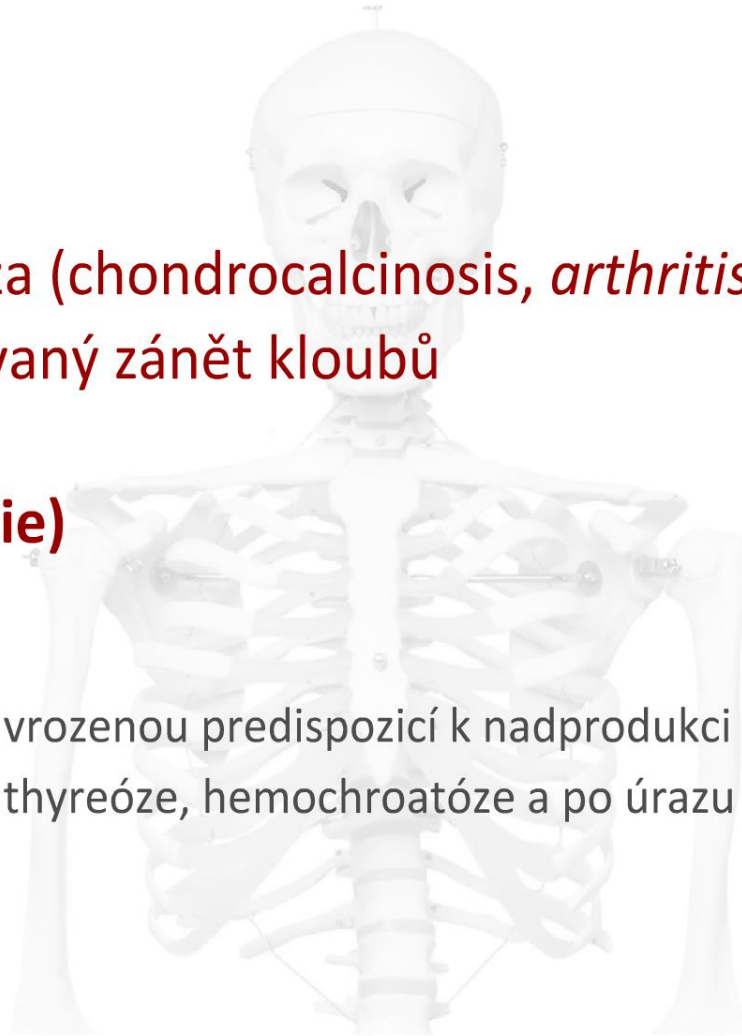 za (chondrocalcinosis, arthritis
vaný zánět kloubů
ie)
vrozenou predispozicí k nadprodukci
thyreóze, hemochroatóze a po úrazu